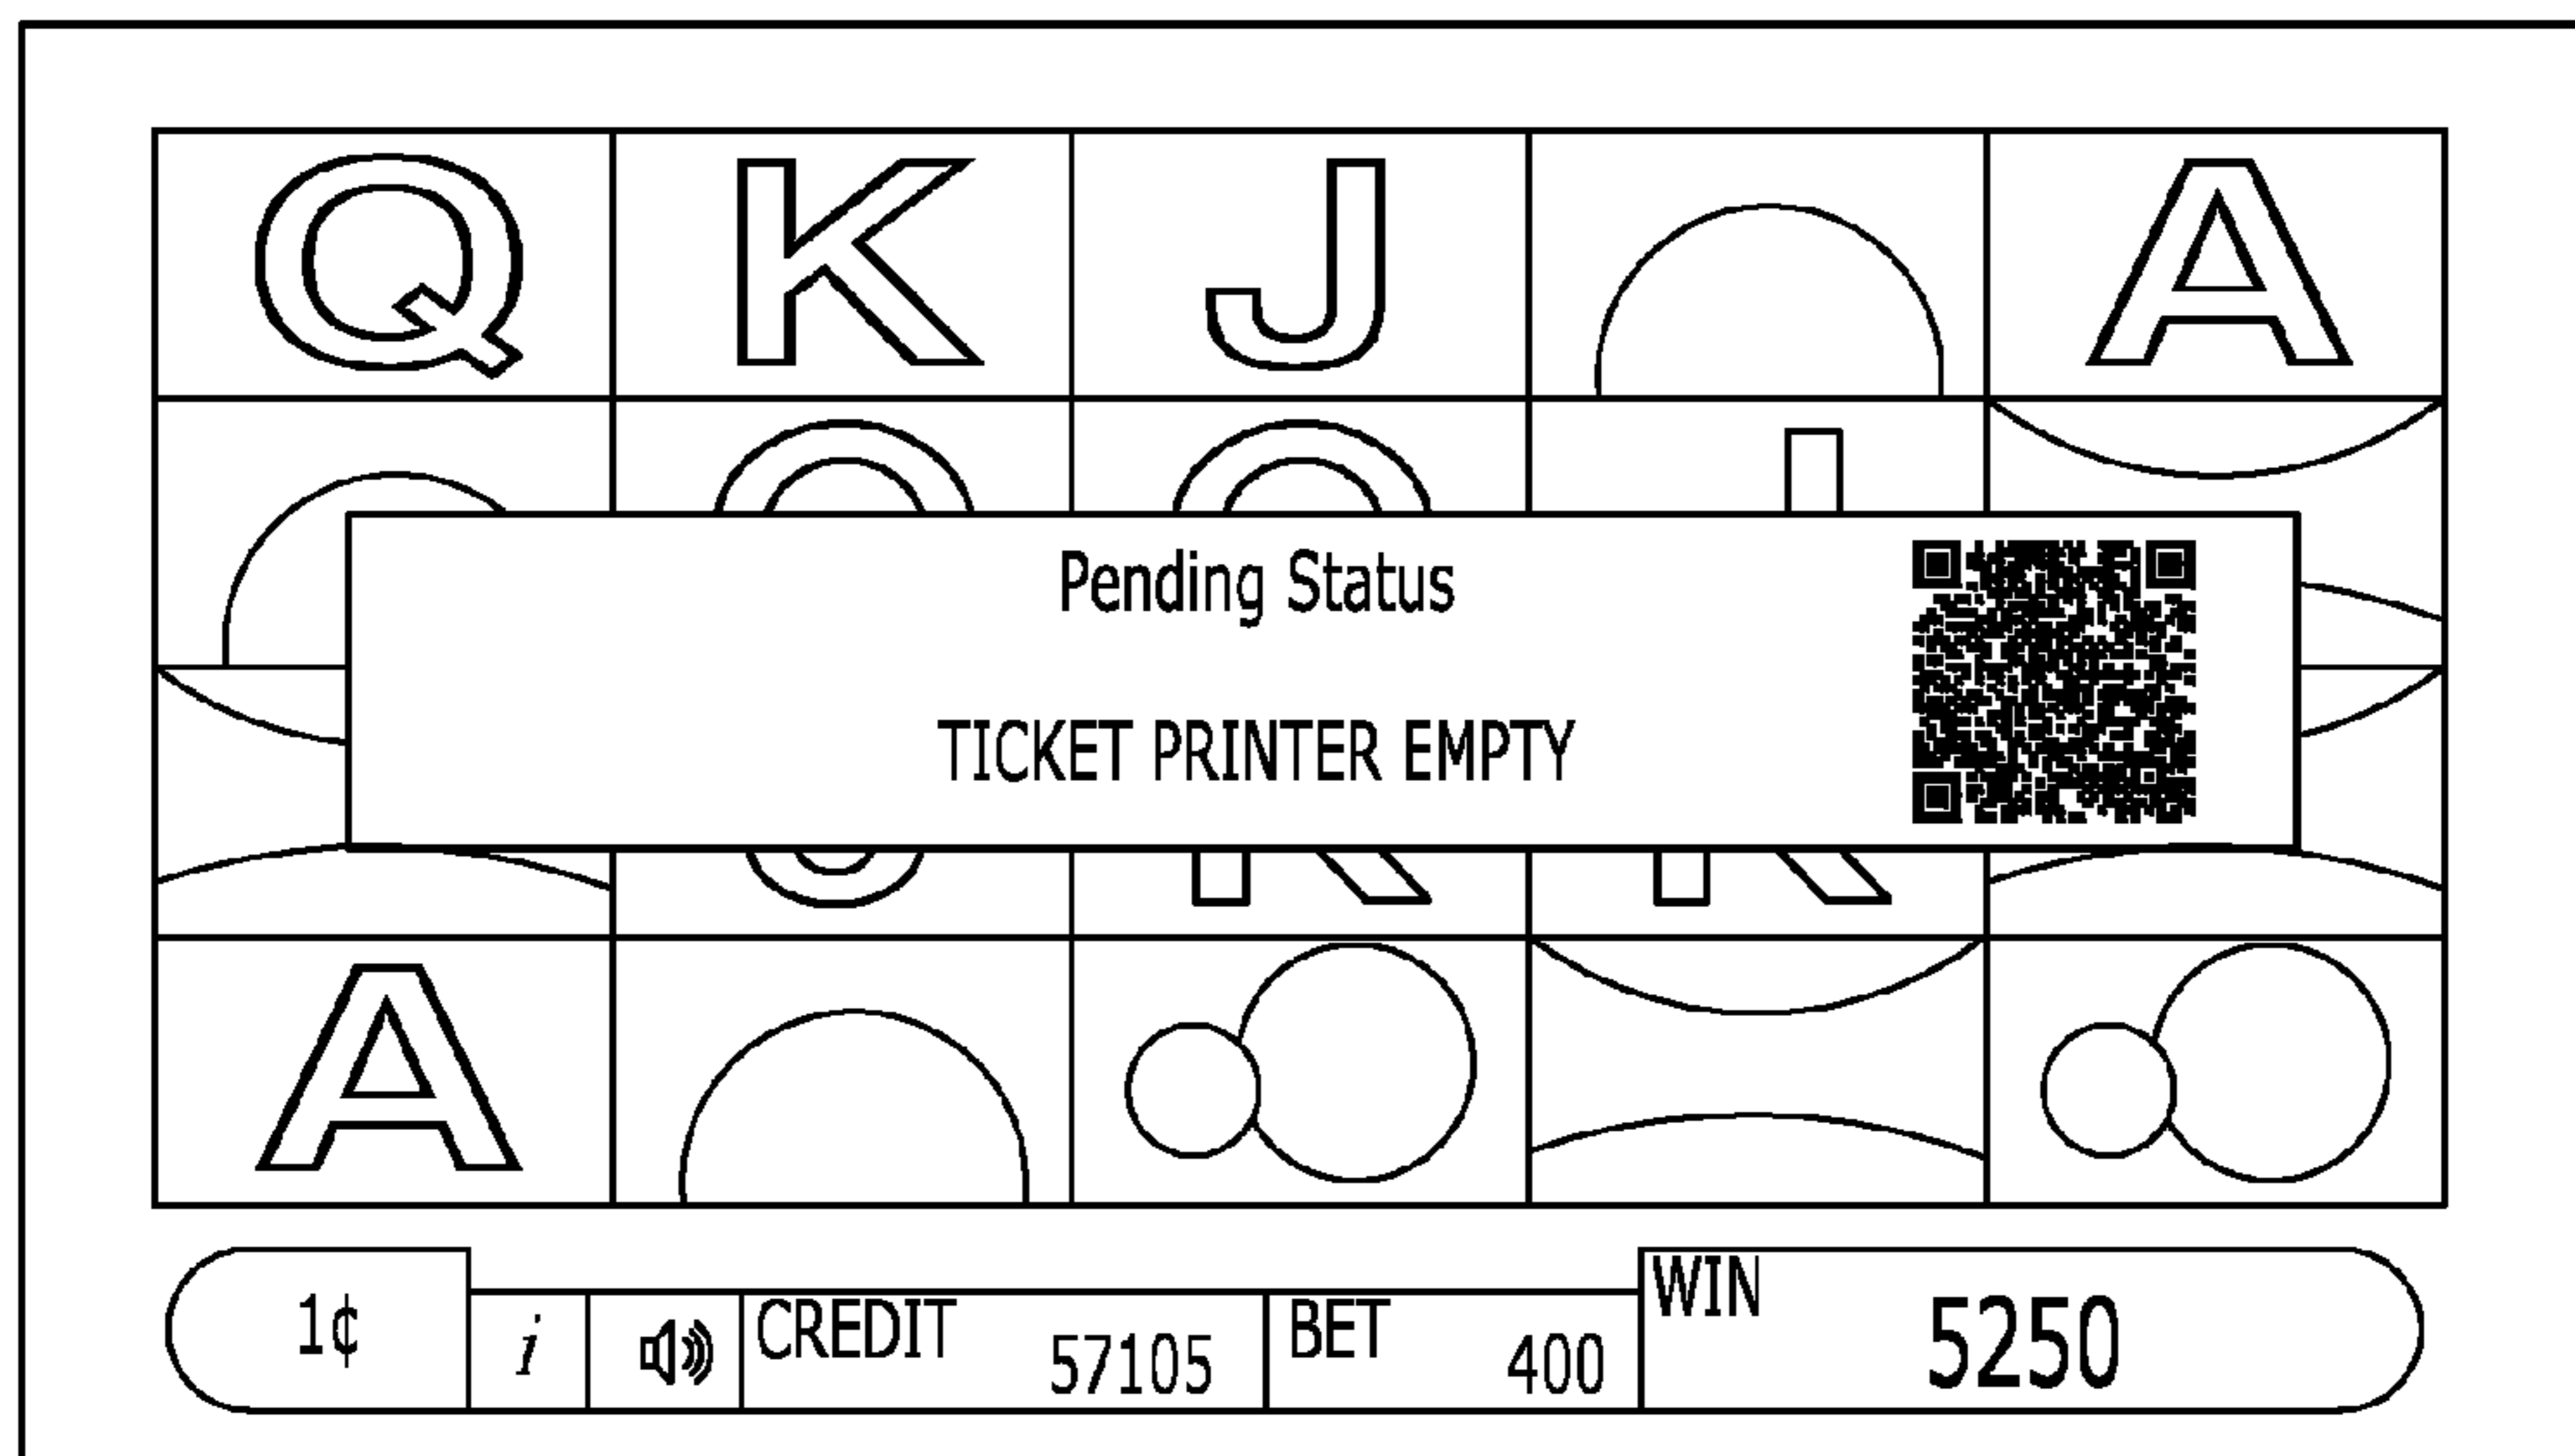 Q K J A
Pending Status
TICKET PRINTER EMPTY
A
1¢ i CREDIT 57105 BET 400 WIN 5250